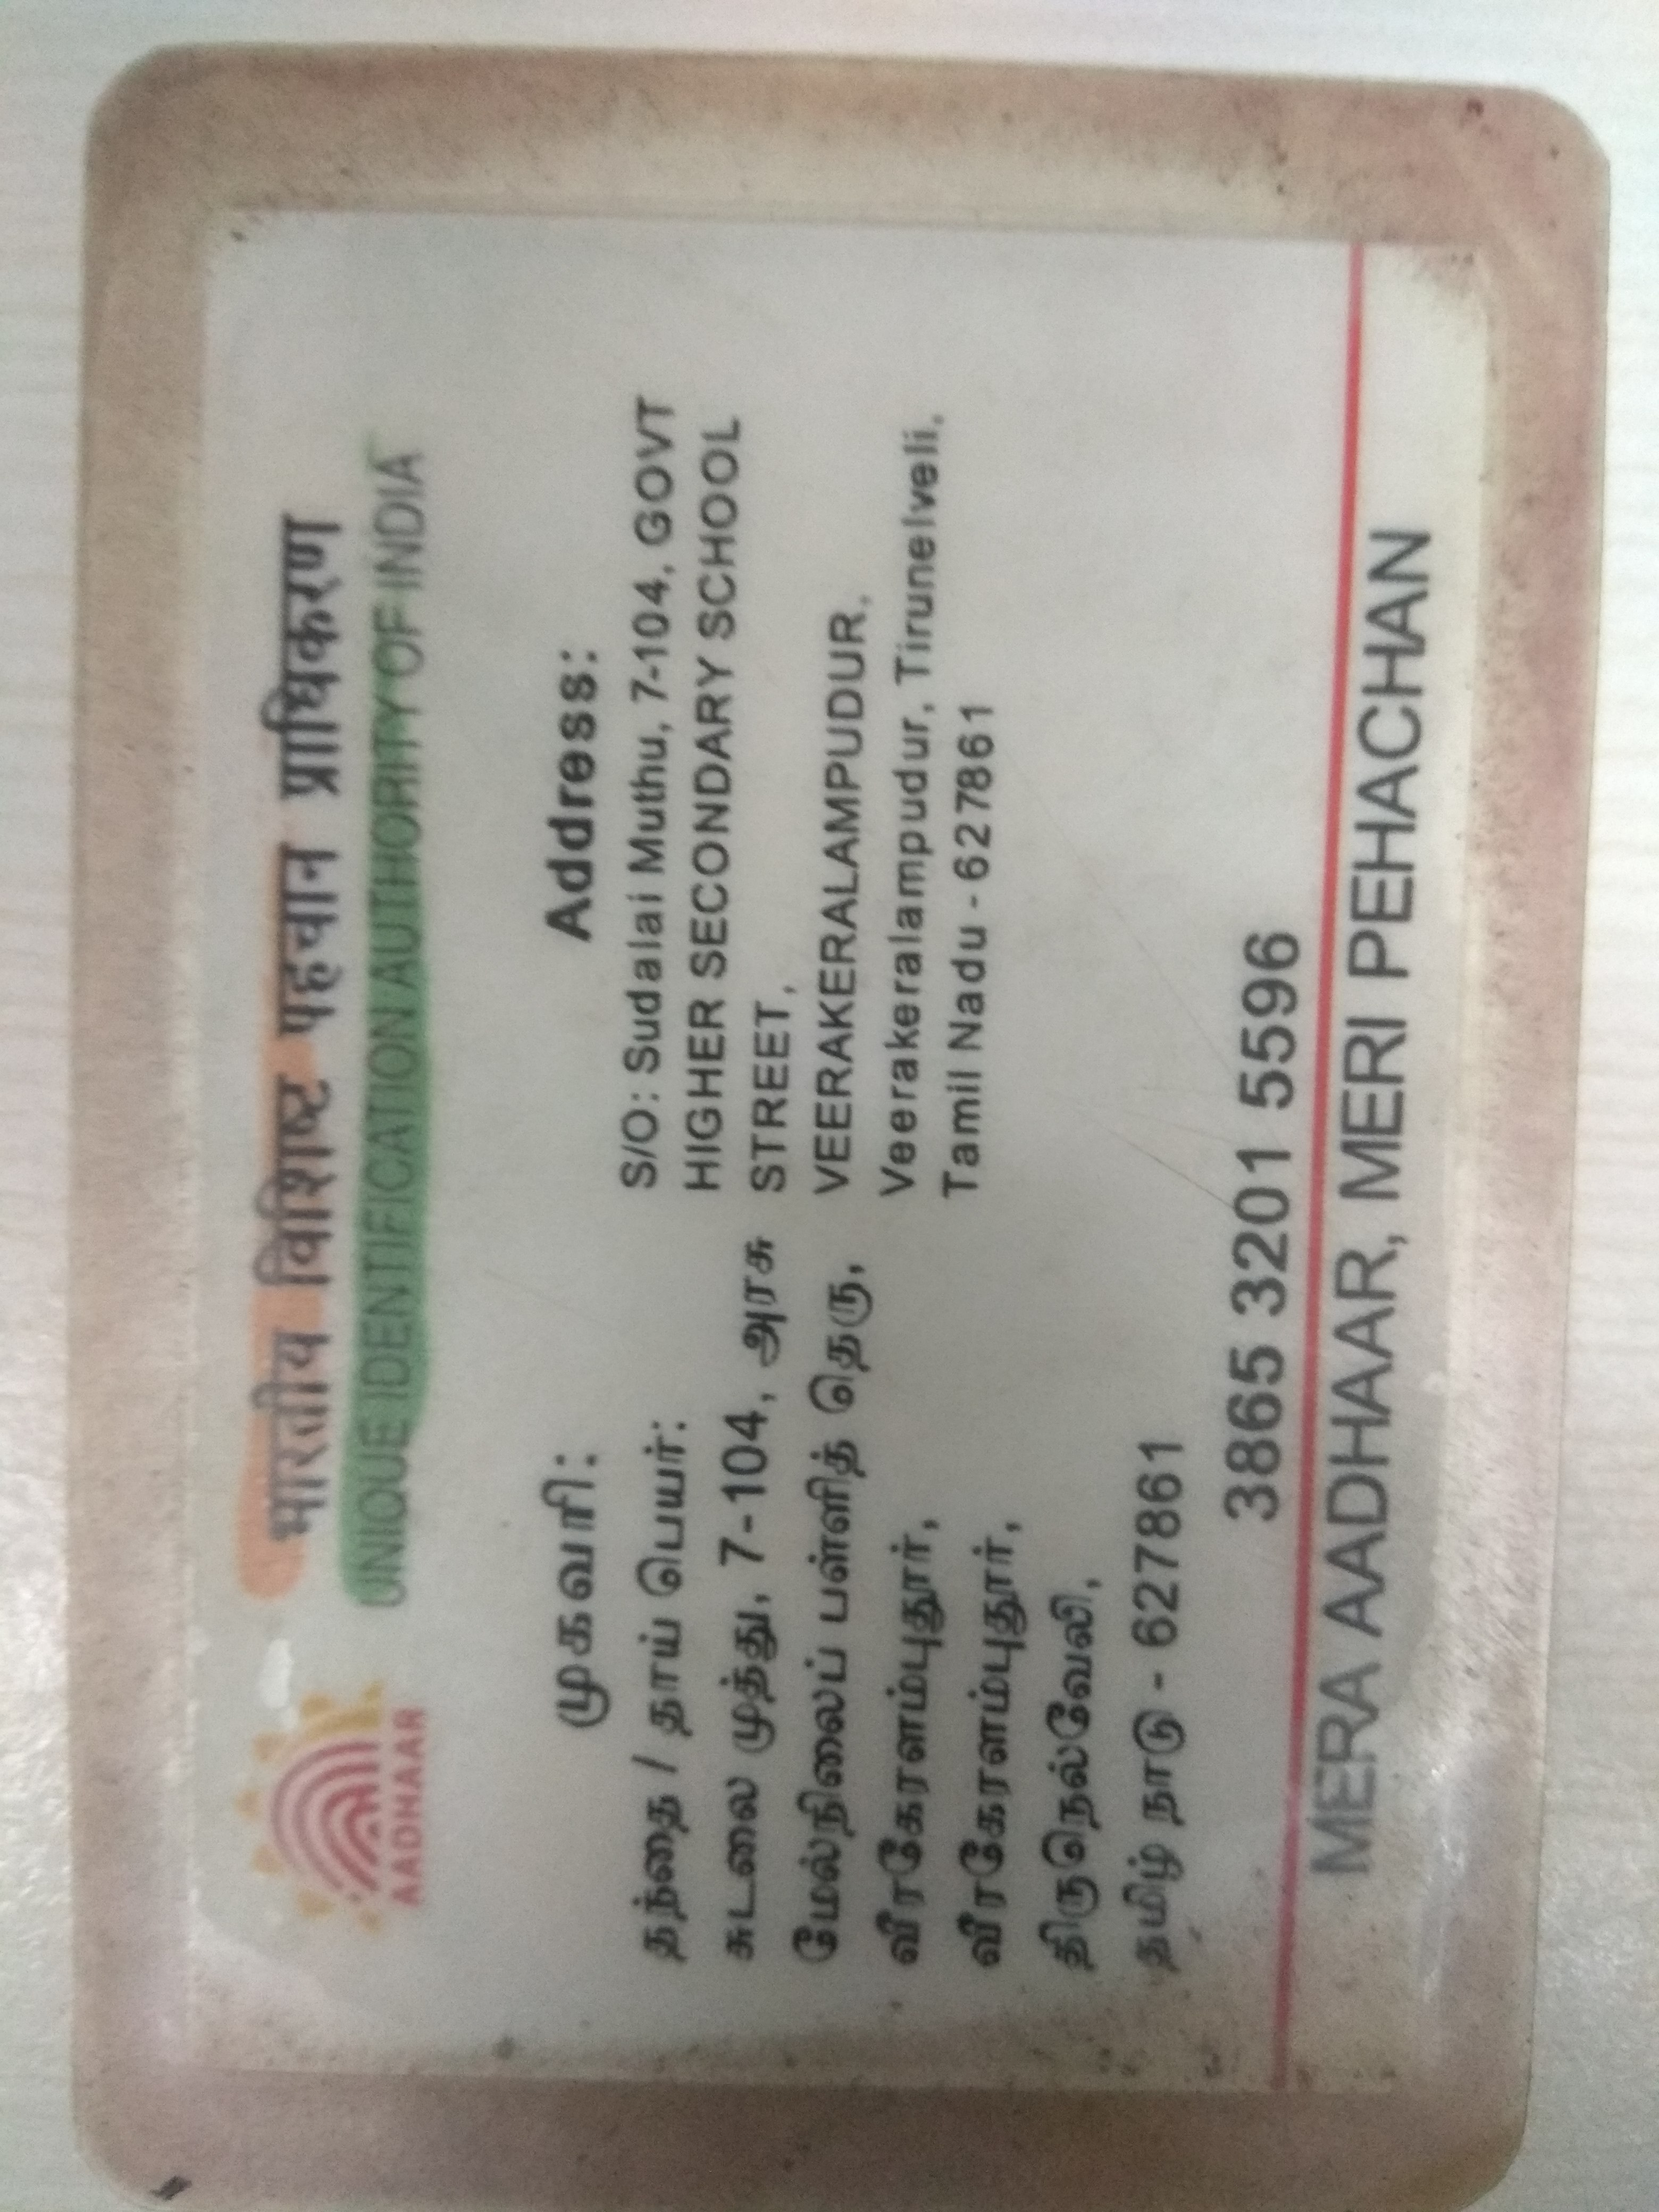 भारतीय विशिष्ट पहचान प्राधिकरण
UNIQUE IDENTIFICATION AUTHORITY OF INDIA
AADHAAR
முகவரி:
தந்தை / தாய் பெயர்:
சுடலை முத்து, 7-104, அரசு
மேல்நிலைப் பள்ளித் தெரு,
வீரகேரளம்புதூர்,
வீரகேரளம்புதூர்,
திருநெல்வேலி,
தமிழ் நாடு - 627861
Address:
S/O: Sudalai Muthu, 7-104, GOVT
HIGHER SECONDARY SCHOOL
STREET,
VEERAKERALAMPUDUR,
Veerakeralampudur, Tirunelveli,
Tamil Nadu - 627861
3865 3201 5596
MERA AADHAAR, MERI PEHACHAN